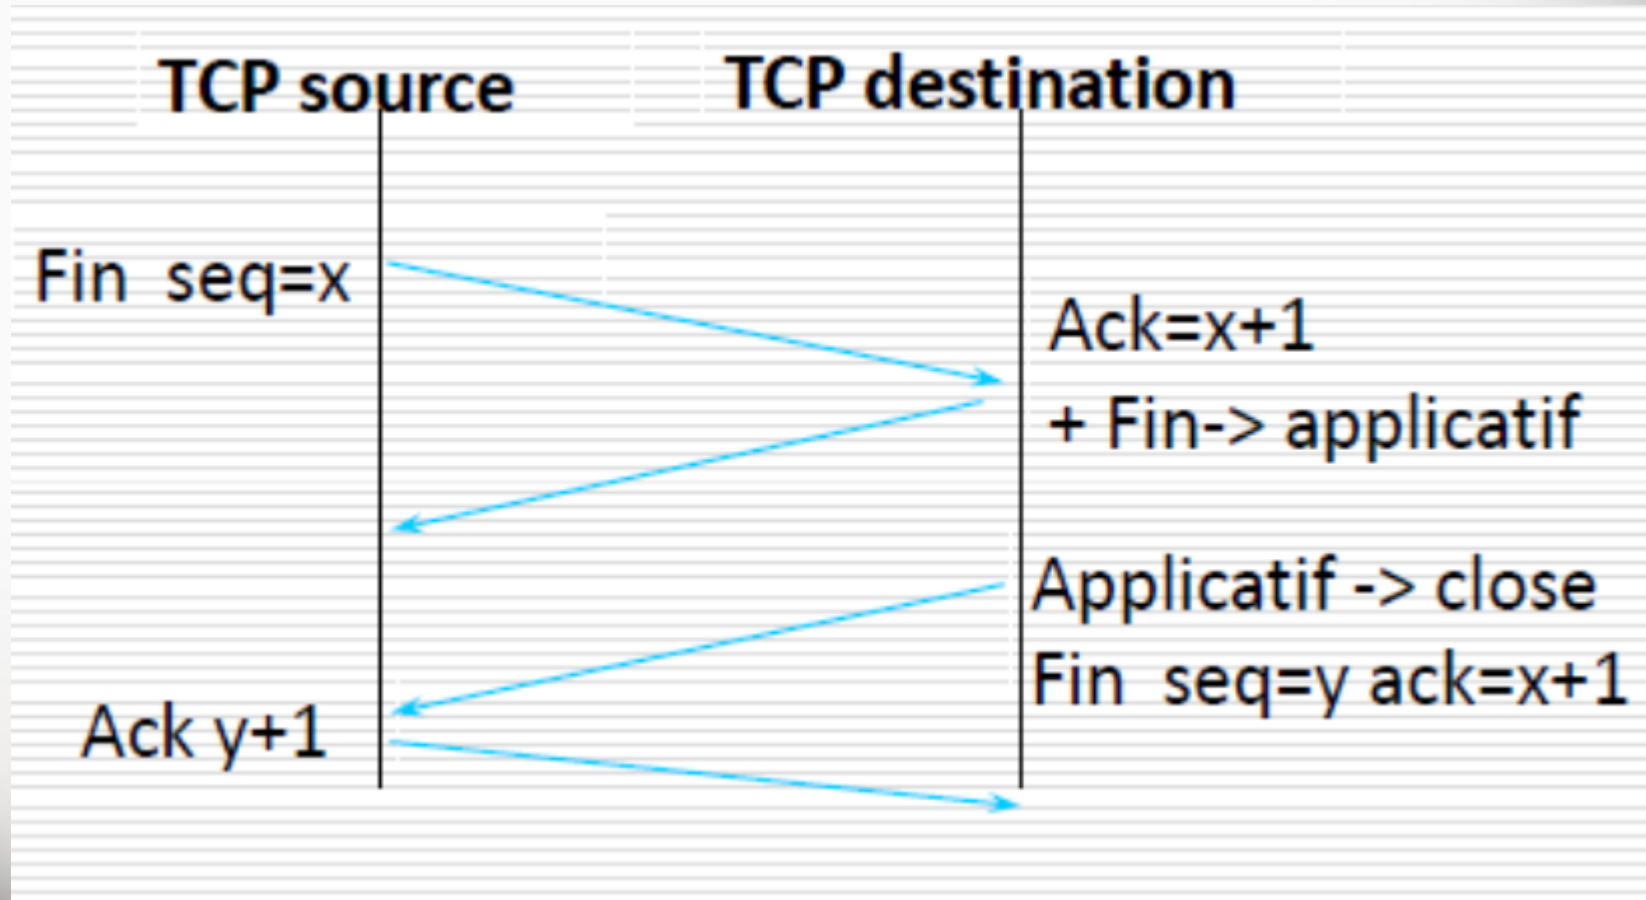 TCP source
TCP destination
Fin seq=x
Ack=x+1
+ Fin-> applicatif
Applicatif -> close
Fin seq=y ack=x+1
Ack y+1